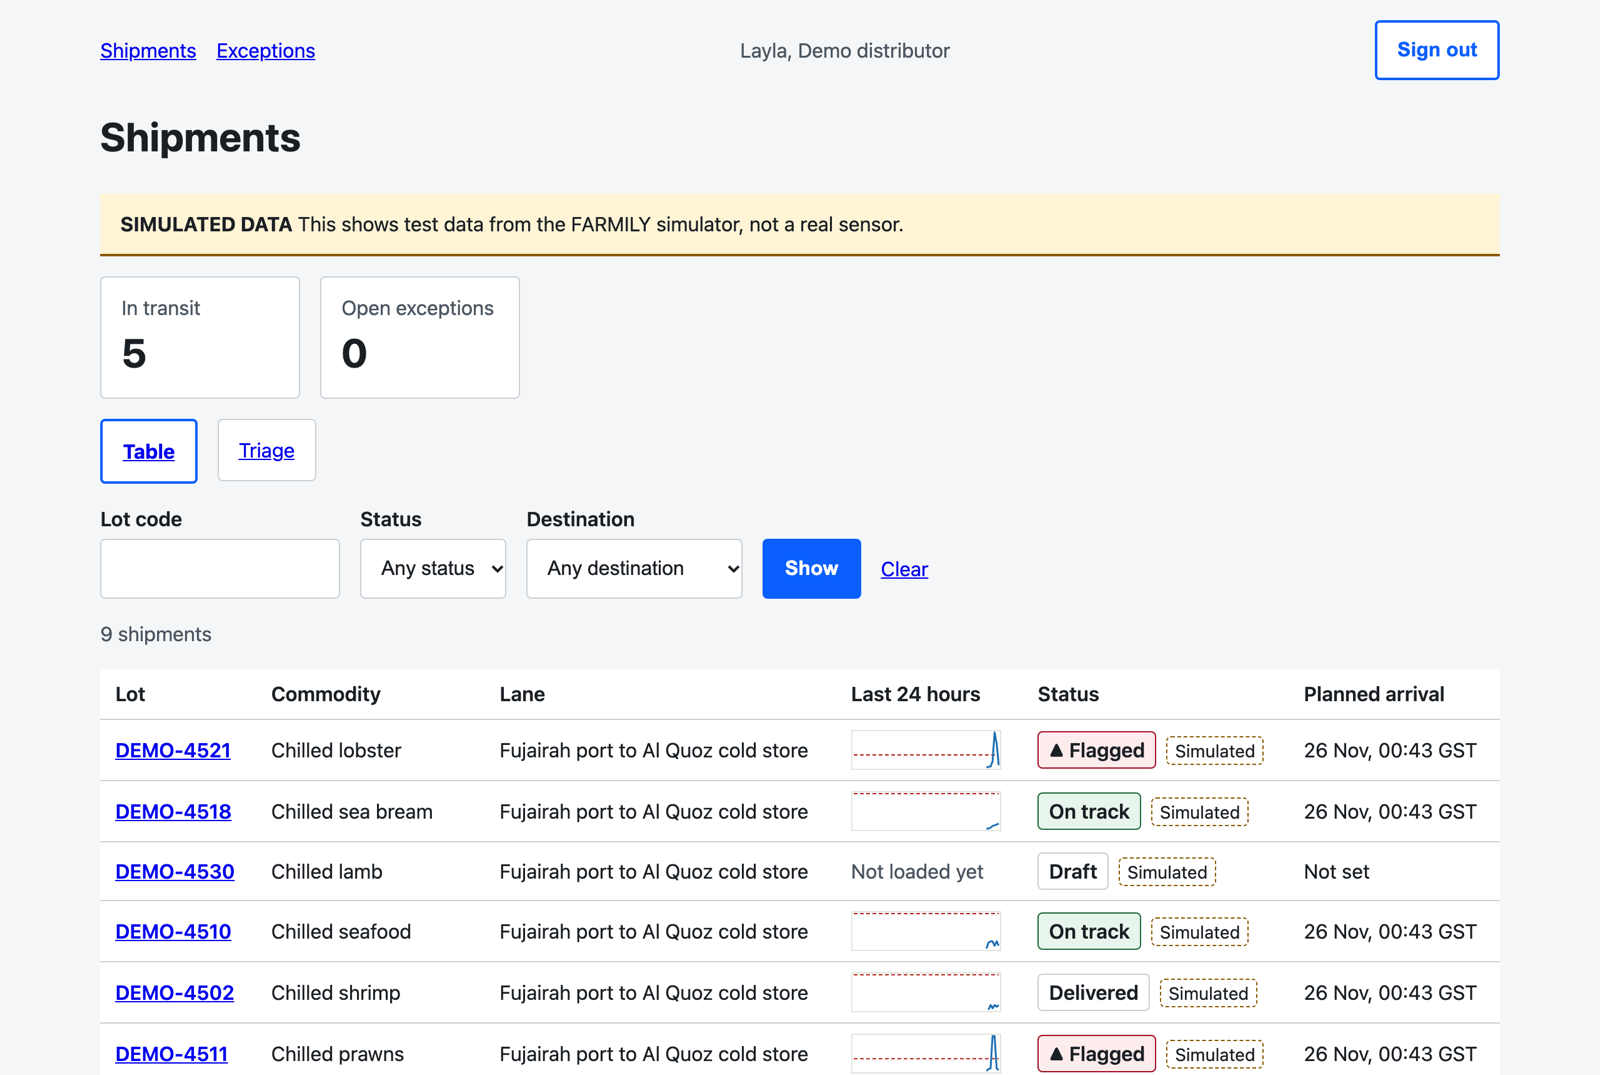 Shipments Exceptions Layla, Demo distributor Sign out
Shipments
SIMULATED DATA This shows test data from the FARMILY simulator, not a real sensor.
In transit Open exceptions
5 0
Table Triage
Lot code Status Destination
Any status Any destination Show Clear
9 shipments
Lot Commodity Lane Last 24 hours Status Planned arrival
DEMO-4521 Chilled lobster Fujairah port to Al Quoz cold store ▲ Flagged Simulated 26 Nov, 00:43 GST
DEMO-4518 Chilled sea bream Fujairah port to Al Quoz cold store On track Simulated 26 Nov, 00:43 GST
DEMO-4530 Chilled lamb Fujairah port to Al Quoz cold store Not loaded yet Draft Simulated Not set
DEMO-4510 Chilled seafood Fujairah port to Al Quoz cold store On track Simulated 26 Nov, 00:43 GST
DEMO-4502 Chilled shrimp Fujairah port to Al Quoz cold store Delivered Simulated 26 Nov, 00:43 GST
DEMO-4511 Chilled prawns Fujairah port to Al Quoz cold store ▲ Flagged Simulated 26 Nov, 00:43 GST